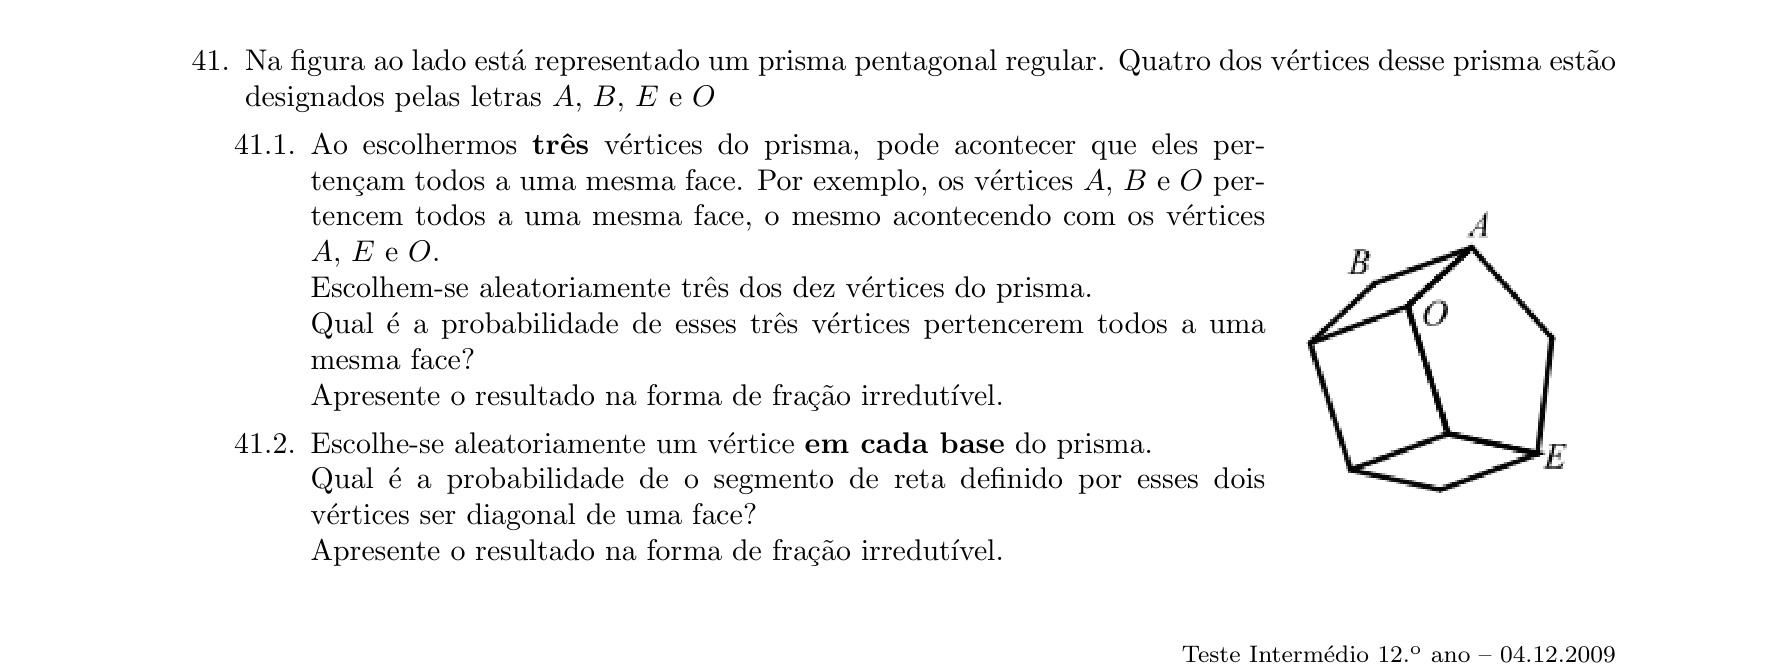 41. Na figura ao lado está representado um prisma pentagonal regular. Quatro dos vértices desse prisma estão
designados pelas letras A, B, E e O
41.1. Ao escolhermos três vértices do prisma, pode acontecer que eles per-
tençam todos a uma mesma face. Por exemplo, os vértices A, B e O per-
tencem todos a uma mesma face, o mesmo acontecendo com os vértices
A, E e O.
Escolhem-se aleatoriamente três dos dez vértices do prisma.
Qual é a probabilidade de esses três vértices pertencerem todos a uma
mesma face?
Apresente o resultado na forma de fração irredutível.
41.2. Escolhe-se aleatoriamente um vértice em cada base do prisma.
Qual é a probabilidade de o segmento de reta definido por esses dois
vértices ser diagonal de uma face?
Apresente o resultado na forma de fração irredutível.
A
B
O
E
Teste Intermédio 12.º ano – 04.12.2009